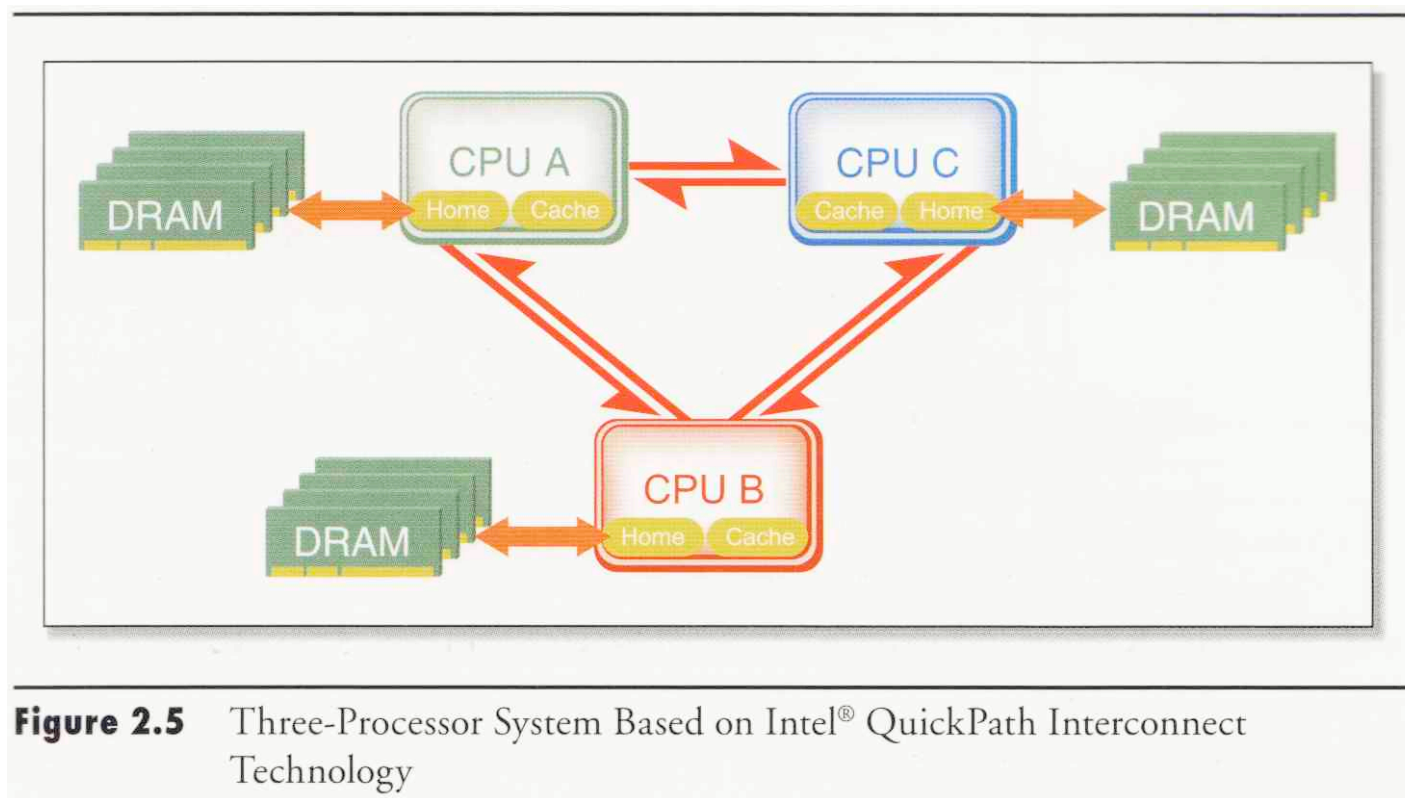 CPU A
CPU C
DRAM
Home
Cache
Cache
Home
DRAM
CPU B
DRAM
Home
Cache
Figure 2.5 Three-Processor System Based on Intel® QuickPath Interconnect
Technology